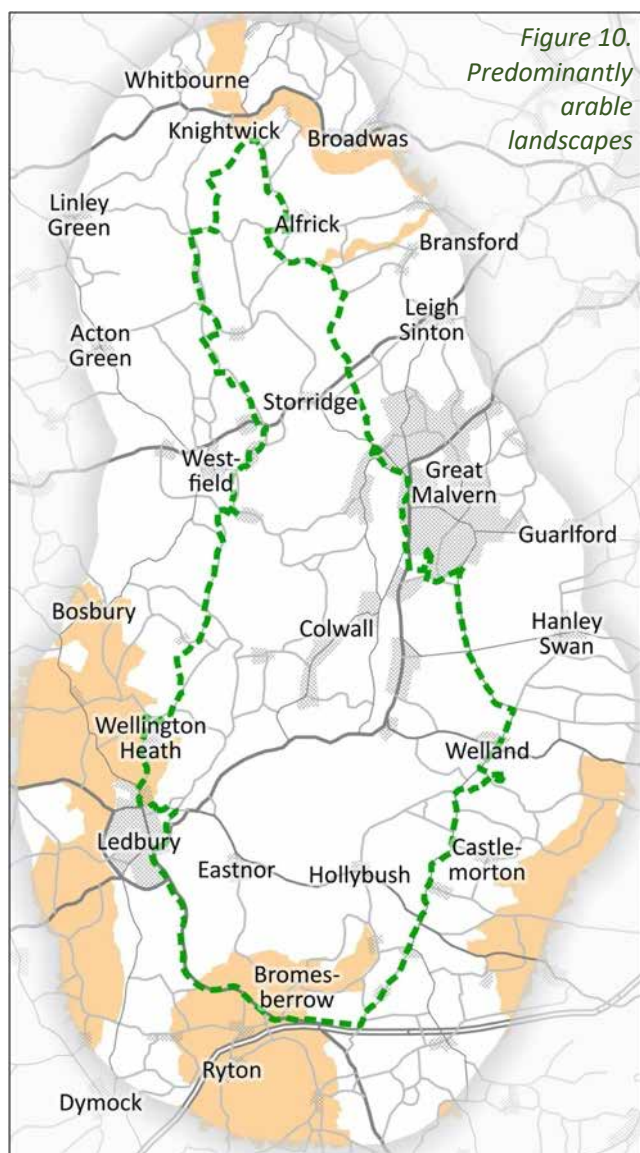 Figure 10.
Predominantly
arable
landscapes
Whitbourne
Knightwick
Broadwas
Linley
Green
Alfrick
Bransford
Leigh
Sinton
Acton
Green
Storridge
West-
field
Great
Malvern
Guarlford
Bosbury
Colwall
Hanley
Swan
Wellington
Heath
Welland
Ledbury
Eastnor
Hollybush
Castle-
morton
Bromes-
berrow
Ryton
Dymock